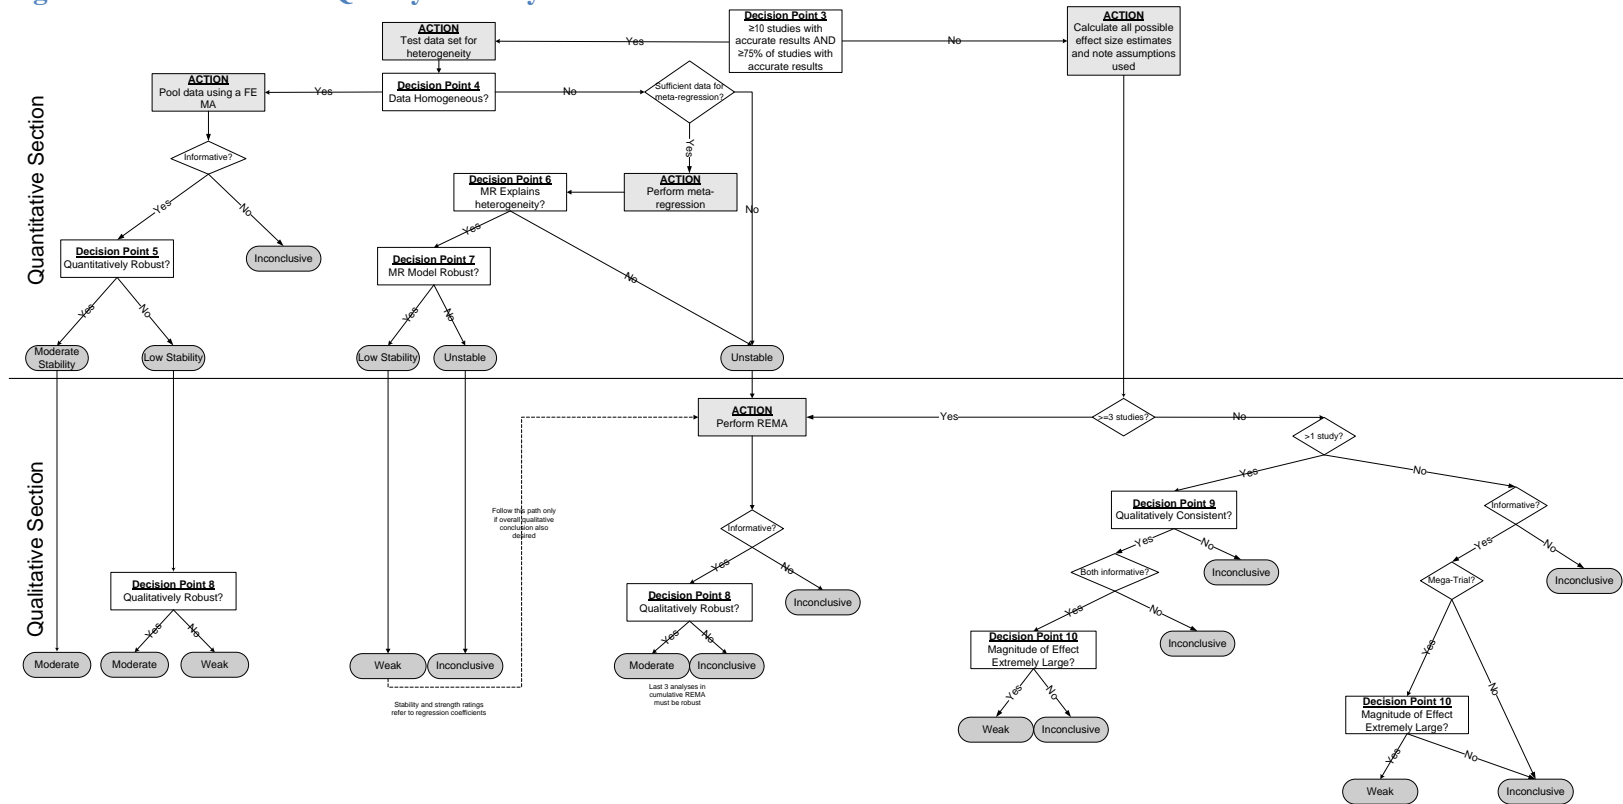 Decision Point 3
≥10 studies with
accurate results AND
≥75% of studies with
accurate results
Yes
No
ACTION
Test data set for
heterogeneity
ACTION
Calculate all possible
effect size estimates
and note assumptions
used
Quantitative Section
ACTION
Pool data using a FE
MA
Yes
Decision Point 4
Data Homogeneous?
No
Sufficient data for
meta-regression?
Informative?
Yes
No
Yes
ACTION
Perform meta-
regression
No
Decision Point 6
MR Explains
heterogeneity?
Decision Point 5
Quantitatively Robust?
Inconclusive
Yes
No
Decision Point 7
MR Model Robust?
Yes
No
Yes
No
Moderate
Stability
Low Stability
Low Stability
Unstable
Unstable
Qualitative Section
ACTION
Perform REMA
Yes
>=3 studies?
No
>1 study?
Yes
No
Follow this path only
if overall qualitative
conclusion also
desired
Informative?
Yes
No
Decision Point 9
Qualitatively Consistent?
Yes
No
Informative?
Yes
No
Decision Point 8
Qualitatively Robust?
Yes
No
Decision Point 8
Qualitatively Robust?
Inconclusive
Both informative?
Inconclusive
Mega-Trial?
Inconclusive
Yes
No
Yes
No
Yes
No
Moderate
Moderate
Weak
Weak
Inconclusive
Moderate
Inconclusive
Decision Point 10
Magnitude of Effect
Extremely Large?
Inconclusive
Stability and strength ratings
refer to regression coefficients
Last 3 analyses in
cumulative REMA
must be robust
Yes
No
Weak
Inconclusive
Decision Point 10
Magnitude of Effect
Extremely Large?
Yes
No
Weak
Inconclusive